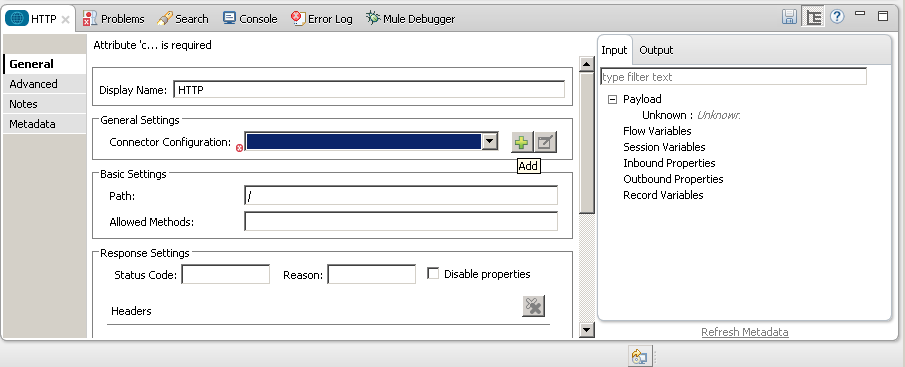 HTTP Problems Search Console Error Log Mule Debugger
Attribute 'c... is required
General
Advanced
Notes
Metadata
Display Name: HTTP
General Settings
Connector Configuration:
Add
Basic Settings
Path: /
Allowed Methods:
Response Settings
Status Code: Reason: Disable properties
Headers
Input Output
type filter text
Payload
Unknown : Unknown
Flow Variables
Session Variables
Inbound Properties
Outbound Properties
Record Variables
Refresh Metadata